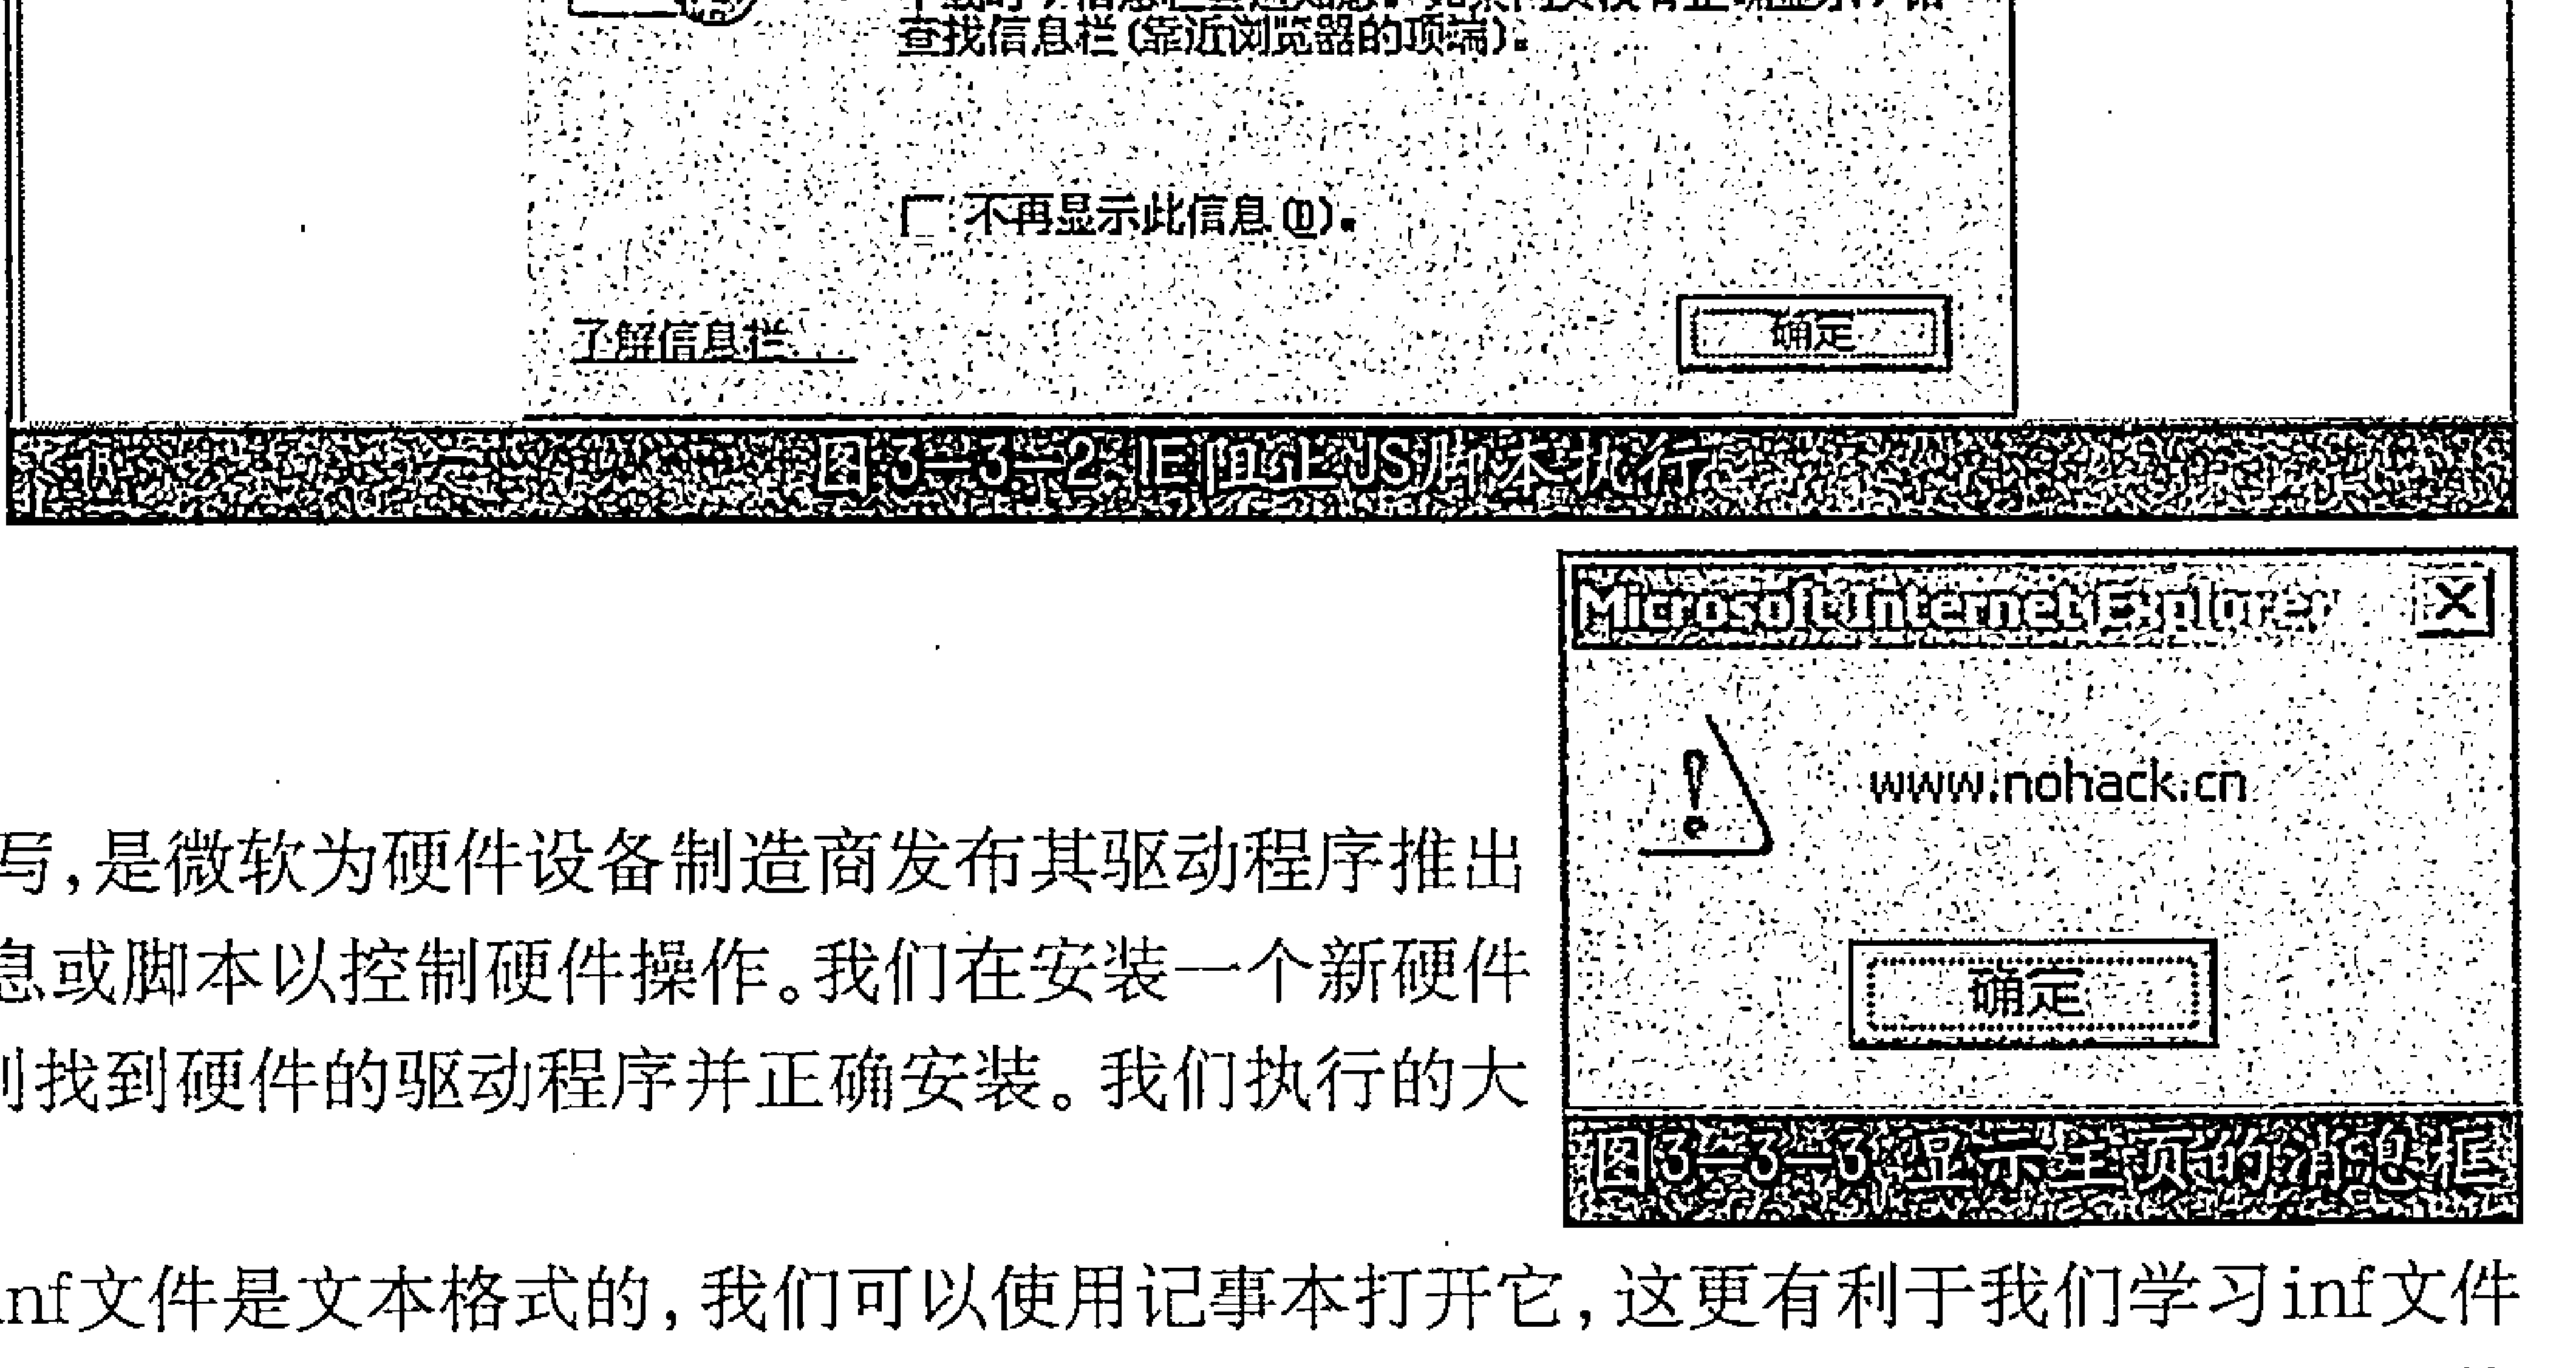 查找信息栏(靠近浏览器的顶端)。
不再显示此信息(D)。
了解信息栏...
确定
图3-3-2 IE阻止JS脚本执行
Microsoft Internet Explorer
www.nohack.cn
确定
图3-3-3 显示主页的消息框
写,是微软为硬件设备制造商发布其驱动程序推出
息或脚本以控制硬件操作。我们在安装一个新硬件
找到硬件的驱动程序并正确安装。我们执行的大
inf文件是文本格式的,我们可以使用记事本打开它,这更有利于我们学习inf文件